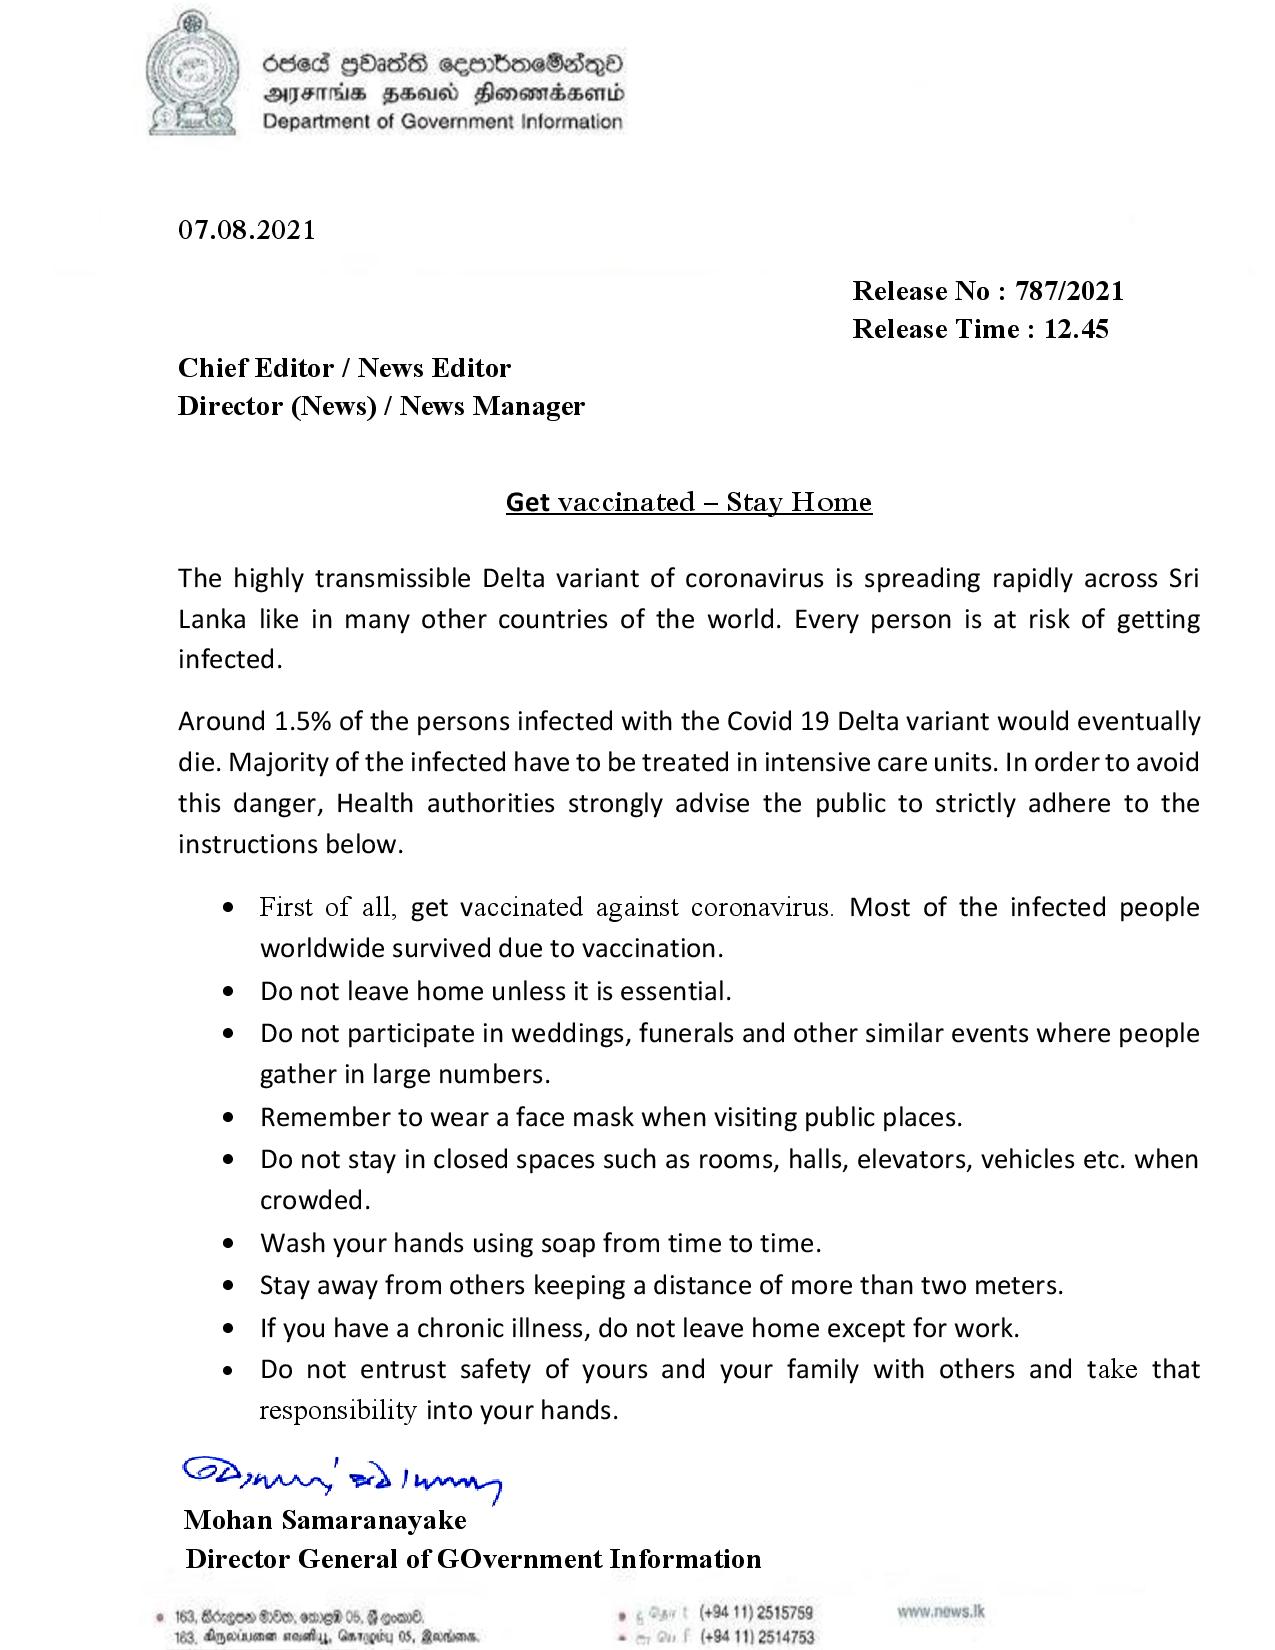 රජයේ ප්‍රවෘත්ති දෙපාර්තමේන්තුව
அரசாங்க தகவல் திணைக்களம்
Department of Government Information
07.08.2021
Release No : 787/2021
Release Time : 12.45
Chief Editor / News Editor
Director (News) / News Manager
Get vaccinated – Stay Home
The highly transmissible Delta variant of coronavirus is spreading rapidly across Sri
Lanka like in many other countries of the world. Every person is at risk of getting
infected.
Around 1.5% of the persons infected with the Covid 19 Delta variant would eventually
die. Majority of the infected have to be treated in intensive care units. In order to avoid
this danger, Health authorities strongly advise the public to strictly adhere to the
instructions below.
• First of all, get vaccinated against coronavirus. Most of the infected people
worldwide survived due to vaccination.
• Do not leave home unless it is essential.
• Do not participate in weddings, funerals and other similar events where people
gather in large numbers.
• Remember to wear a face mask when visiting public places.
• Do not stay in closed spaces such as rooms, halls, elevators, vehicles etc. when
crowded.
• Wash your hands using soap from time to time.
• Stay away from others keeping a distance of more than two meters.
• If you have a chronic illness, do not leave home except for work.
• Do not entrust safety of yours and your family with others and take that
responsibility into your hands.
Mohan Samaranayake
Director General of GOvernment Information
163, කිරුලපන මාවත, කොළඹ 05, ශ්‍රී ලංකාව.
163, கிருலப்பனை எவனியூ, கொழும்பு 05, இலங்கை.
(+94 11) 2515759
(+94 11) 2514753
www.news.lk